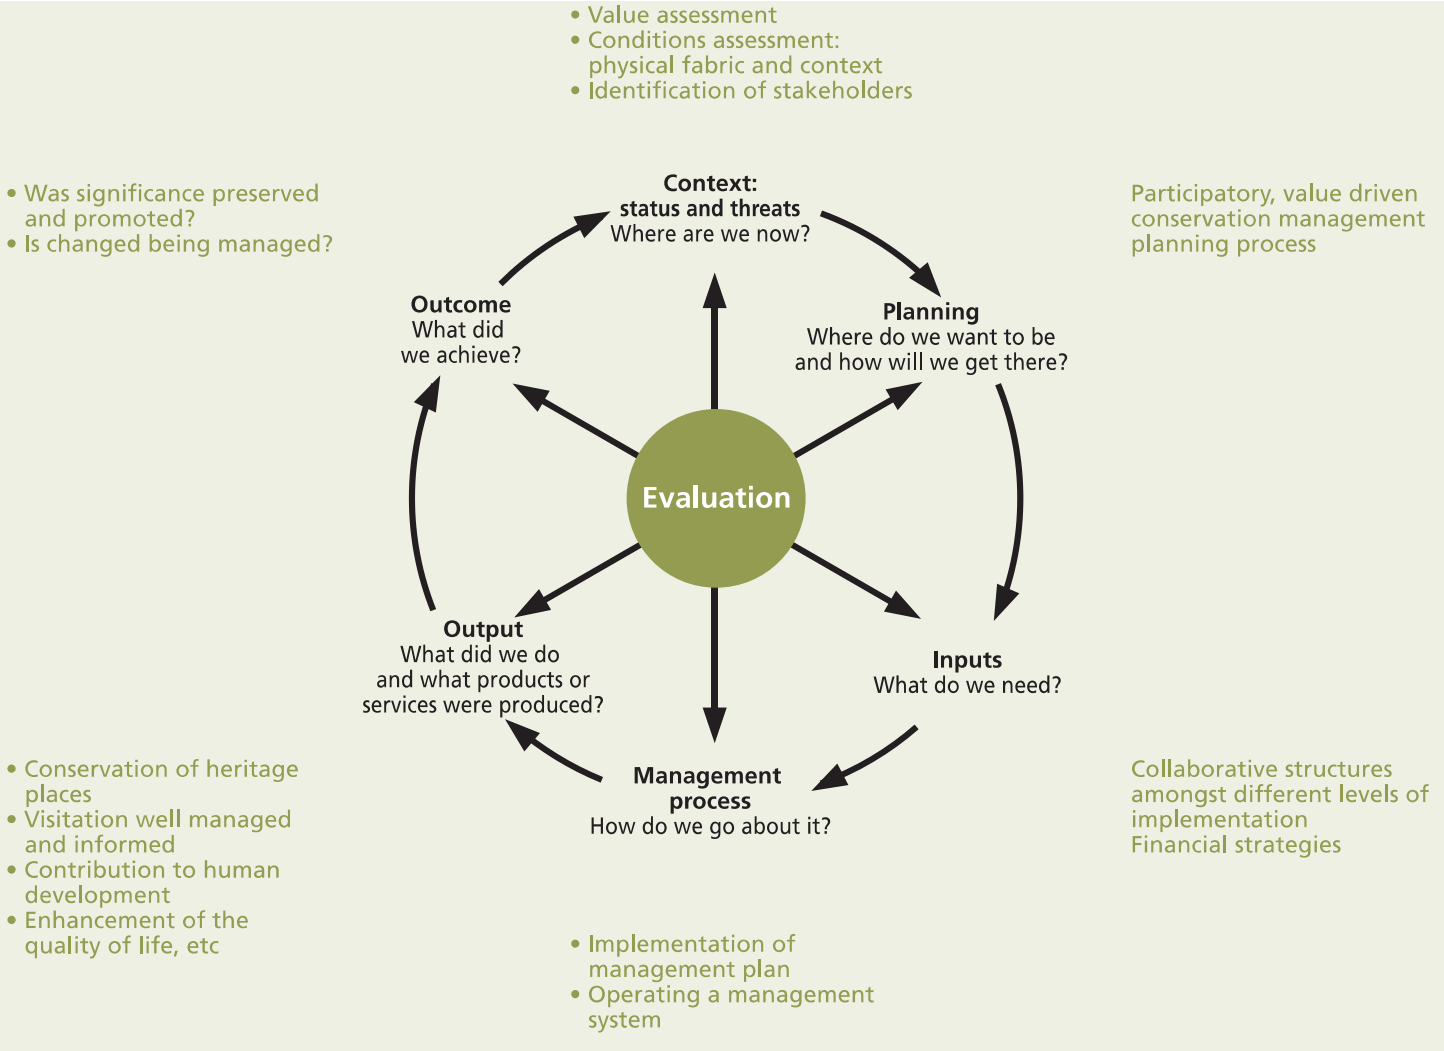 • Value assessment
• Conditions assessment:
physical fabric and context
• Identification of stakeholders
• Was significance preserved
and promoted?
• Is changed being managed?
Context:
status and threats
Where are we now?
Participatory, value driven
conservation management
planning process
Outcome
What did
we achieve?
Planning
Where do we want to be
and how will we get there?
Evaluation
Output
What did we do
and what products or
services were produced?
Inputs
What do we need?
Management
process
How do we go about it?
• Conservation of heritage
places
• Visitation well managed
and informed
• Contribution to human
development
• Enhancement of the
quality of life, etc
Collaborative structures
amongst different levels of
implementation
Financial strategies
• Implementation of
management plan
• Operating a management
system